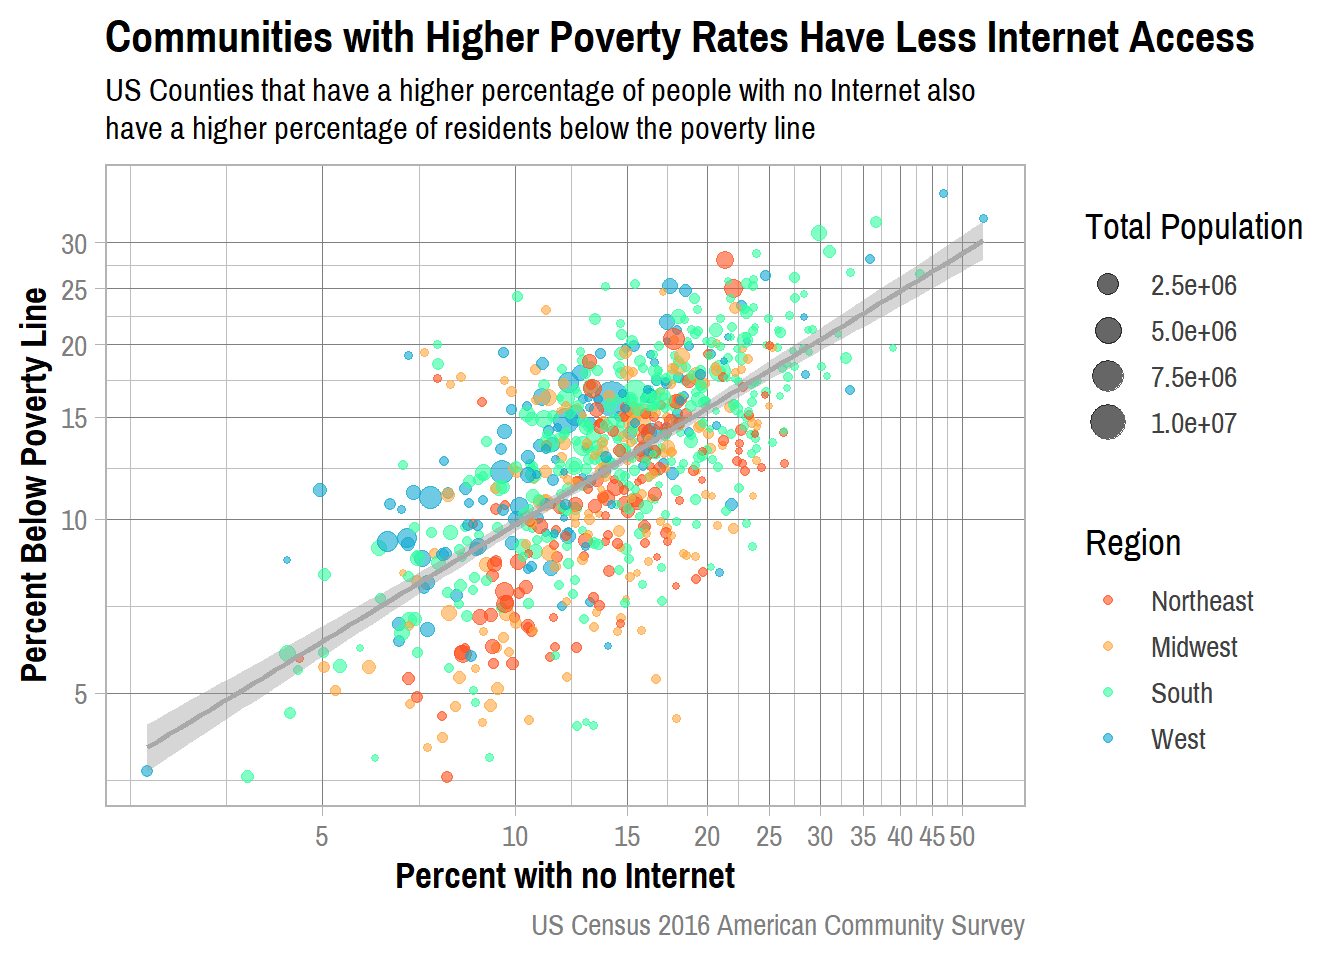 Communities with Higher Poverty Rates Have Less Internet Access
US Counties that have a higher percentage of people with no Internet also
have a higher percentage of residents below the poverty line
Percent Below Poverty Line
30
25
20
15
10
5
5 10 15 20 25 30 35 40 45 50
Percent with no Internet
US Census 2016 American Community Survey
Total Population
2.5e+06
5.0e+06
7.5e+06
1.0e+07
Region
Northeast
Midwest
South
West